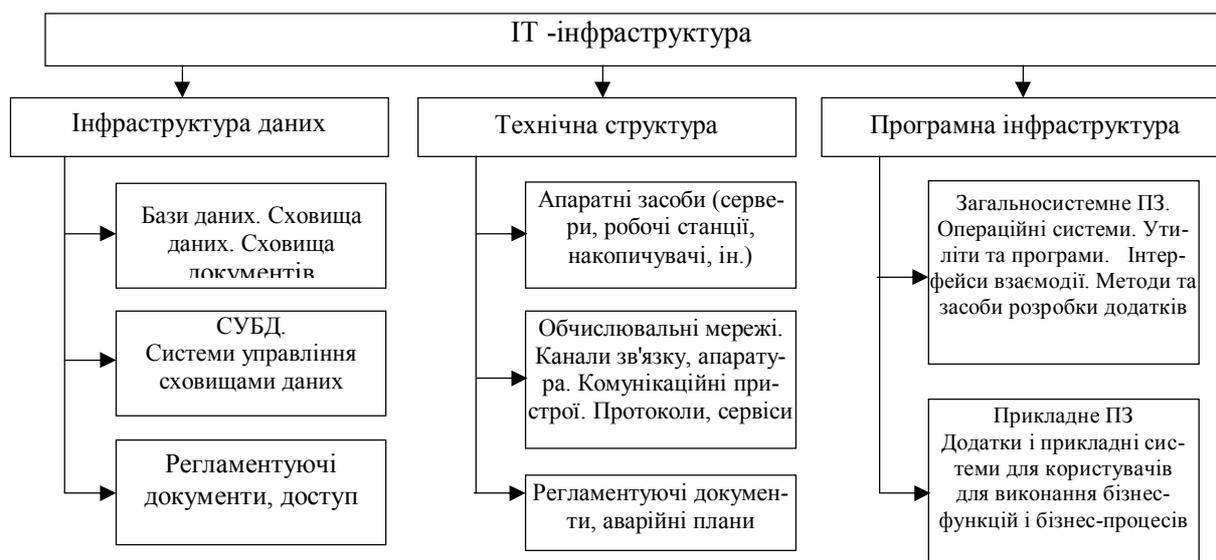 ІТ -інфраструктура
Інфраструктура даних
Бази даних. Сховища
даних. Сховища
документів
СУБД.
Системи управління
сховищами даних
Регламентуючі
документи, доступ
Технічна структура
Апаратні засоби (серве-
ри, робочі станції,
накопичувачі, ін.)
Обчислювальні мережі.
Канали зв'язку, апарату-
ра. Комунікаційні при-
строї. Протоколи, сервіси
Регламентуючі докумен-
ти, аварійні плани
Програмна інфраструктура
Загальносистемне ПЗ.
Операційні системи. Ути-
літи та програми. Інтер-
фейси взаємодії. Методи та
засоби розробки додатків
Прикладне ПЗ
Додатки і прикладні сис-
теми для користувачів
для виконання бізнес-
функцій і бізнес-процесів